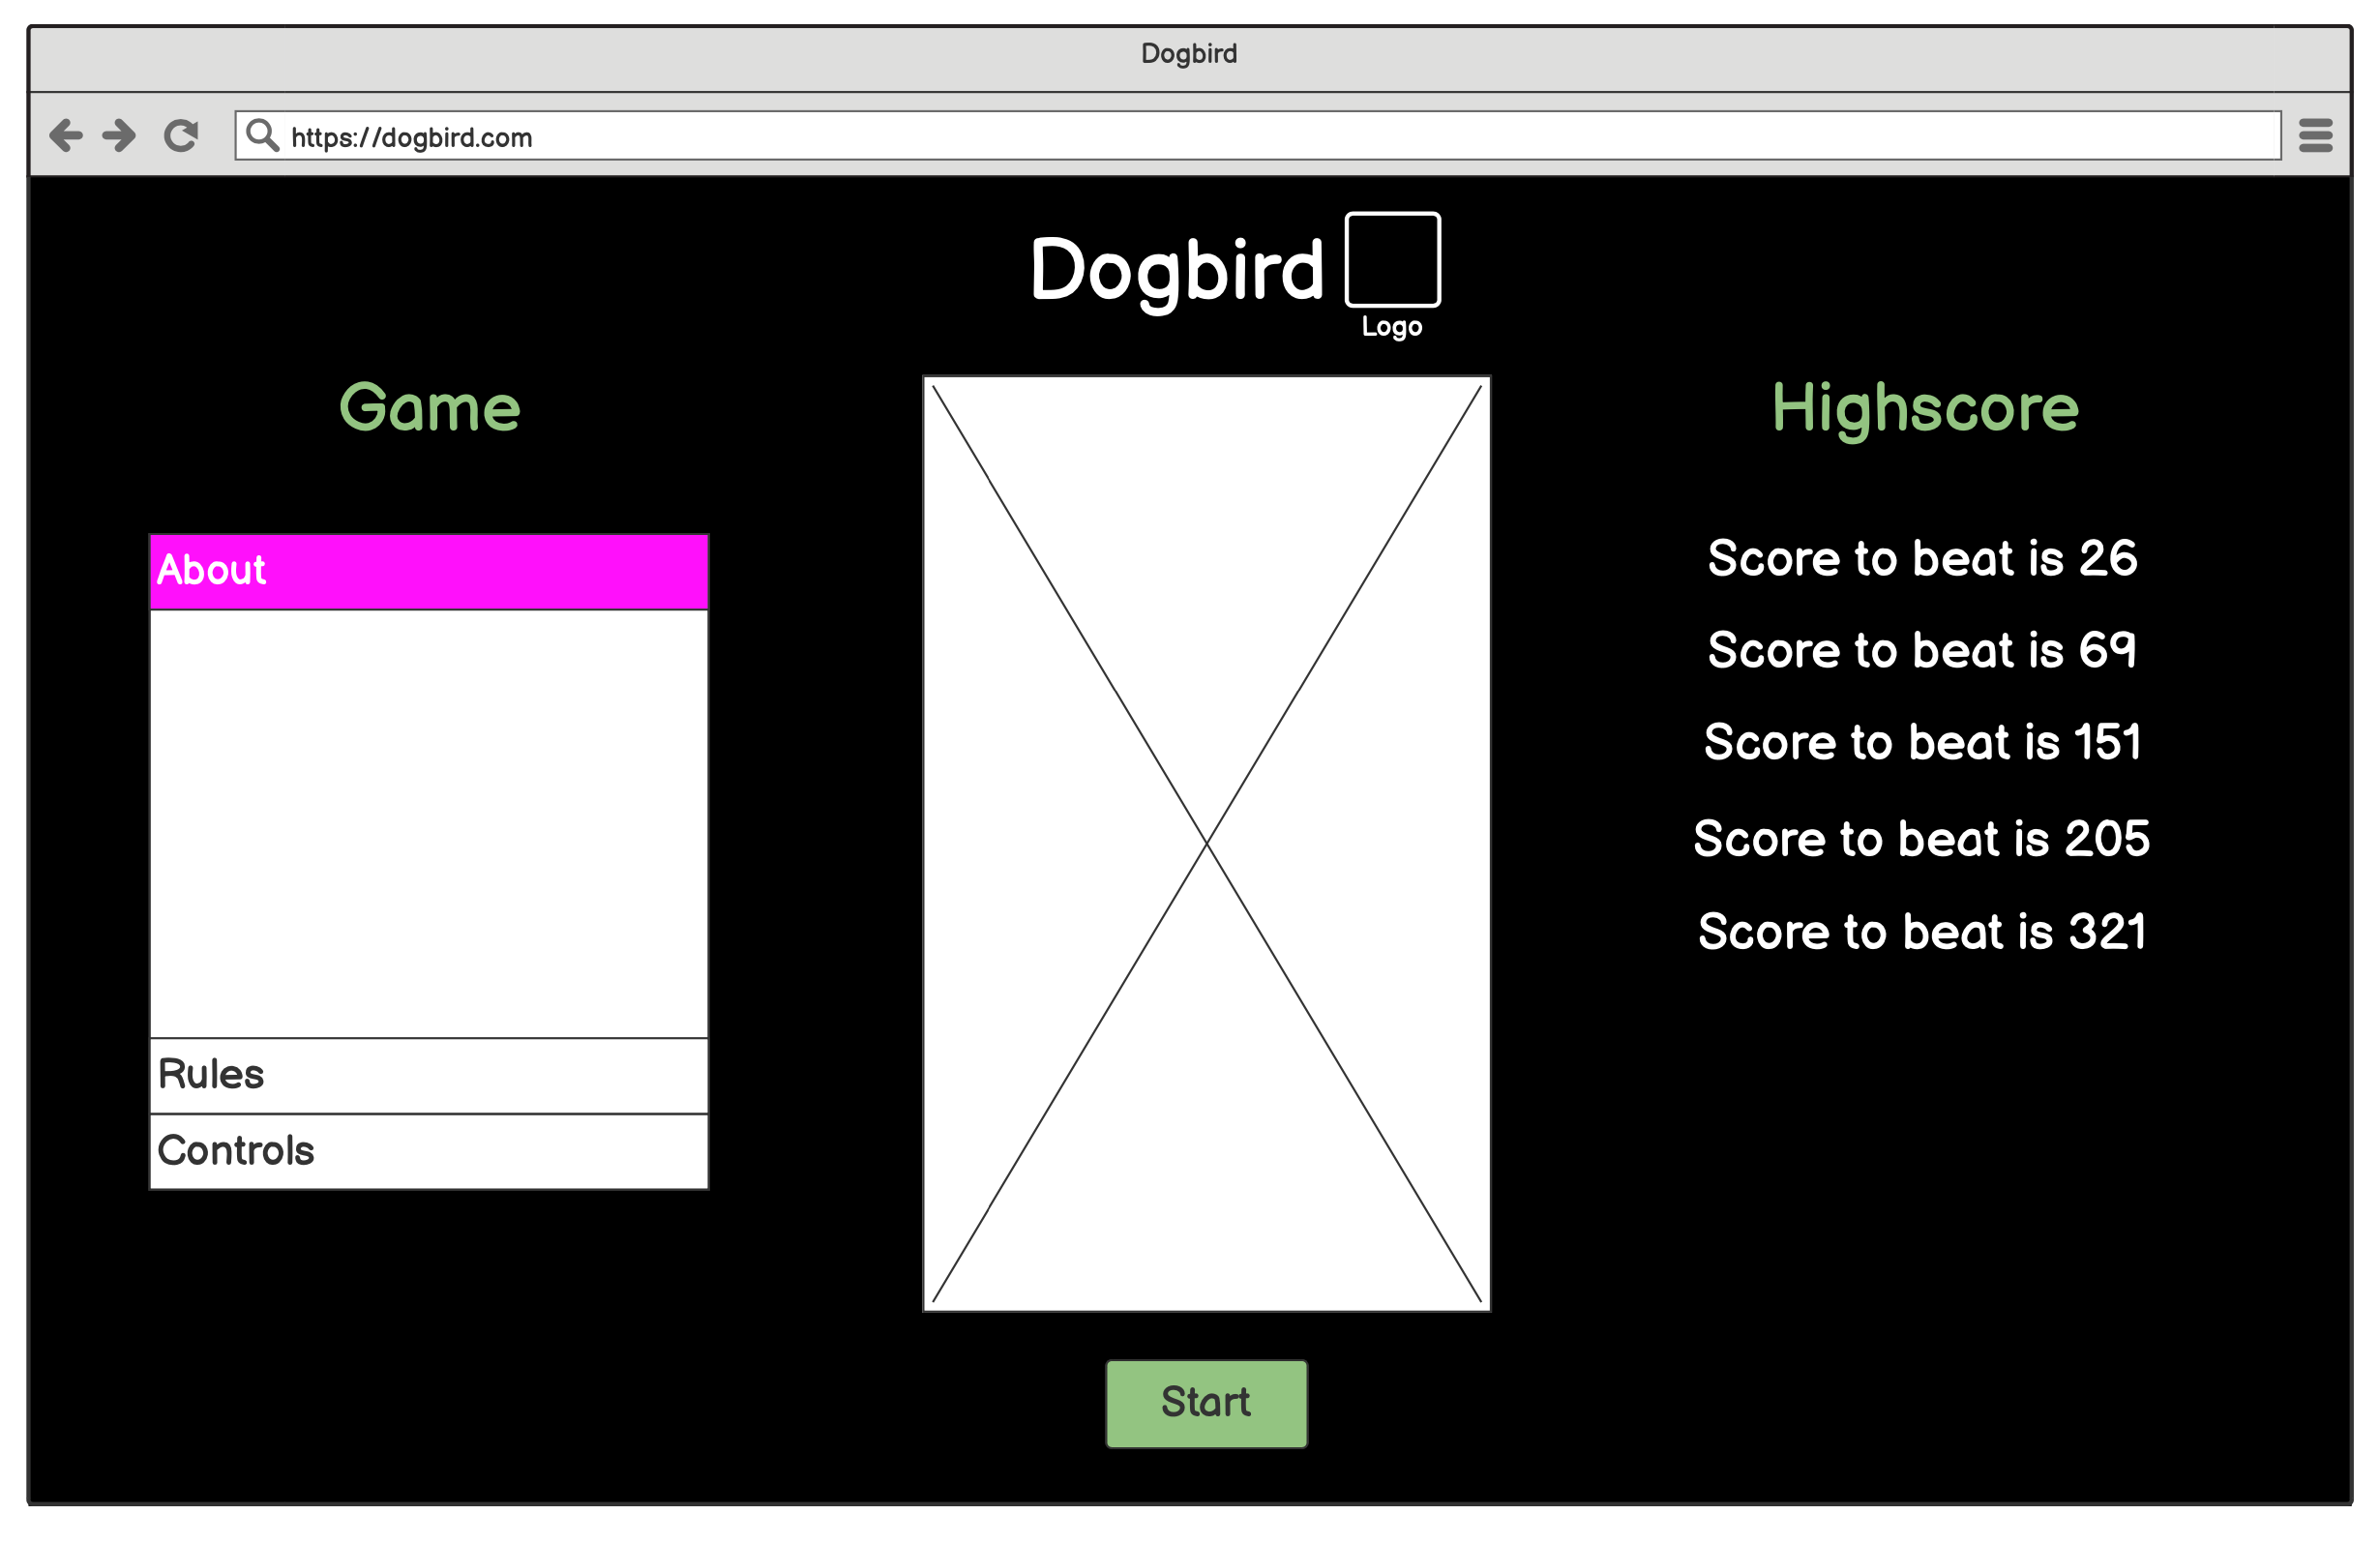 Dogbird
https://dogbird.com
Dogbird
Logo
Game
About
Rules
Controls
Start
Highscore
Score to beat is 26
Score to beat is 69
Score to beat is 151
Score to beat is 205
Score to beat is 321